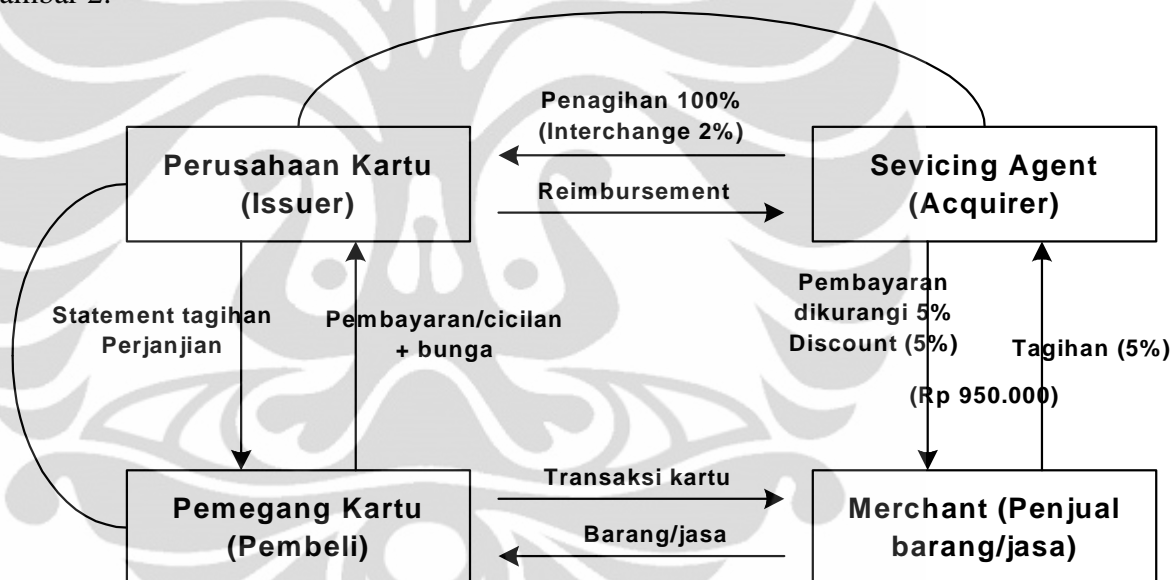 Gambar 2.
Penagihan 100%
(Interchange 2%)
Perusahaan Kartu
(Issuer)
Reimbursement
Sevicing Agent
(Acquirer)
Statement tagihan
Perjanjian
Pembayaran/cicilan
+ bunga
Pembayaran
dikurangi 5%
Discount (5%)
Tagihan (5%)
(Rp 950.000)
Pemegang Kartu
(Pembeli)
Transaksi kartu
Barang/jasa
Merchant (Penjual
barang/jasa)